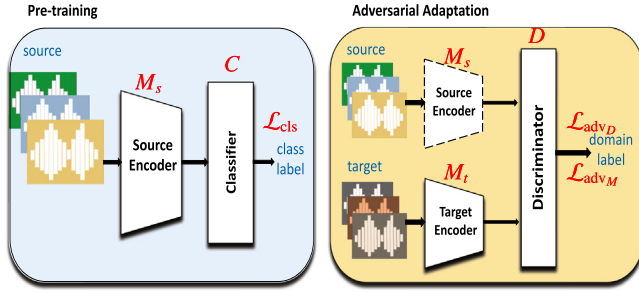 Pre-training
source
M_s
Source
Encoder
C
Classifier
ℒ_cls
class
label
Adversarial Adaptation
source
M_s
Source
Encoder
target
M_t
Target
Encoder
D
Discriminator
ℒ_adv_D
domain
label
ℒ_adv_M